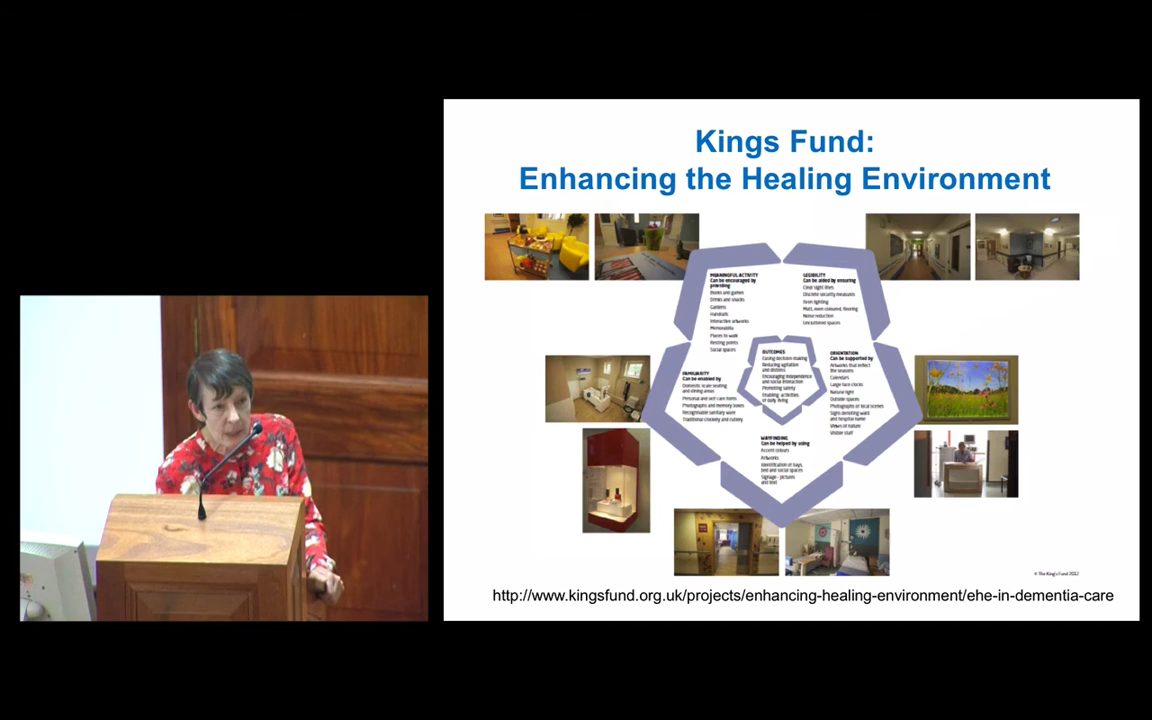 Kings Fund:
Enhancing the Healing Environment
MEANINGFUL ACTIVITY
Can be encouraged by
providing
Books and games
Drinks and snacks
Gardens
Handrails
Interactive artworks
Memorabilia
Places to walk
Resting points
Social spaces
LEGIBILITY
Can be aided by ensuring
Clear sight lines
Discrete security measures
Even lighting
Matt, even coloured, flooring
Noise reduction
Uncluttered spaces
OUTCOMES
Easing decision making
Reducing agitation
and distress
Encouraging independence
and social interaction
Promoting safety
Enabling activities
of daily living
ORIENTATION
Can be supported by
Artworks that reflect
the seasons
Calendars
Large face clocks
Natural light
Outside spaces
Photographs of local scenes
Signs denoting ward
and hospital name
Views of nature
Visible staff
FAMILIARITY
Can be enabled by
Domestic scale seating
and dining areas
Personal and self care items
Photographs and memory boxes
Recognisable sanitary ware
Traditional crockery and cutlery
WAYFINDING
Can be helped by using
Accent colours
Artworks
Identification of bays,
bed and social spaces
Signage - pictures
and text
© The King's Fund 2012
http://www.kingsfund.org.uk/projects/enhancing-healing-environment/ehe-in-dementia-care